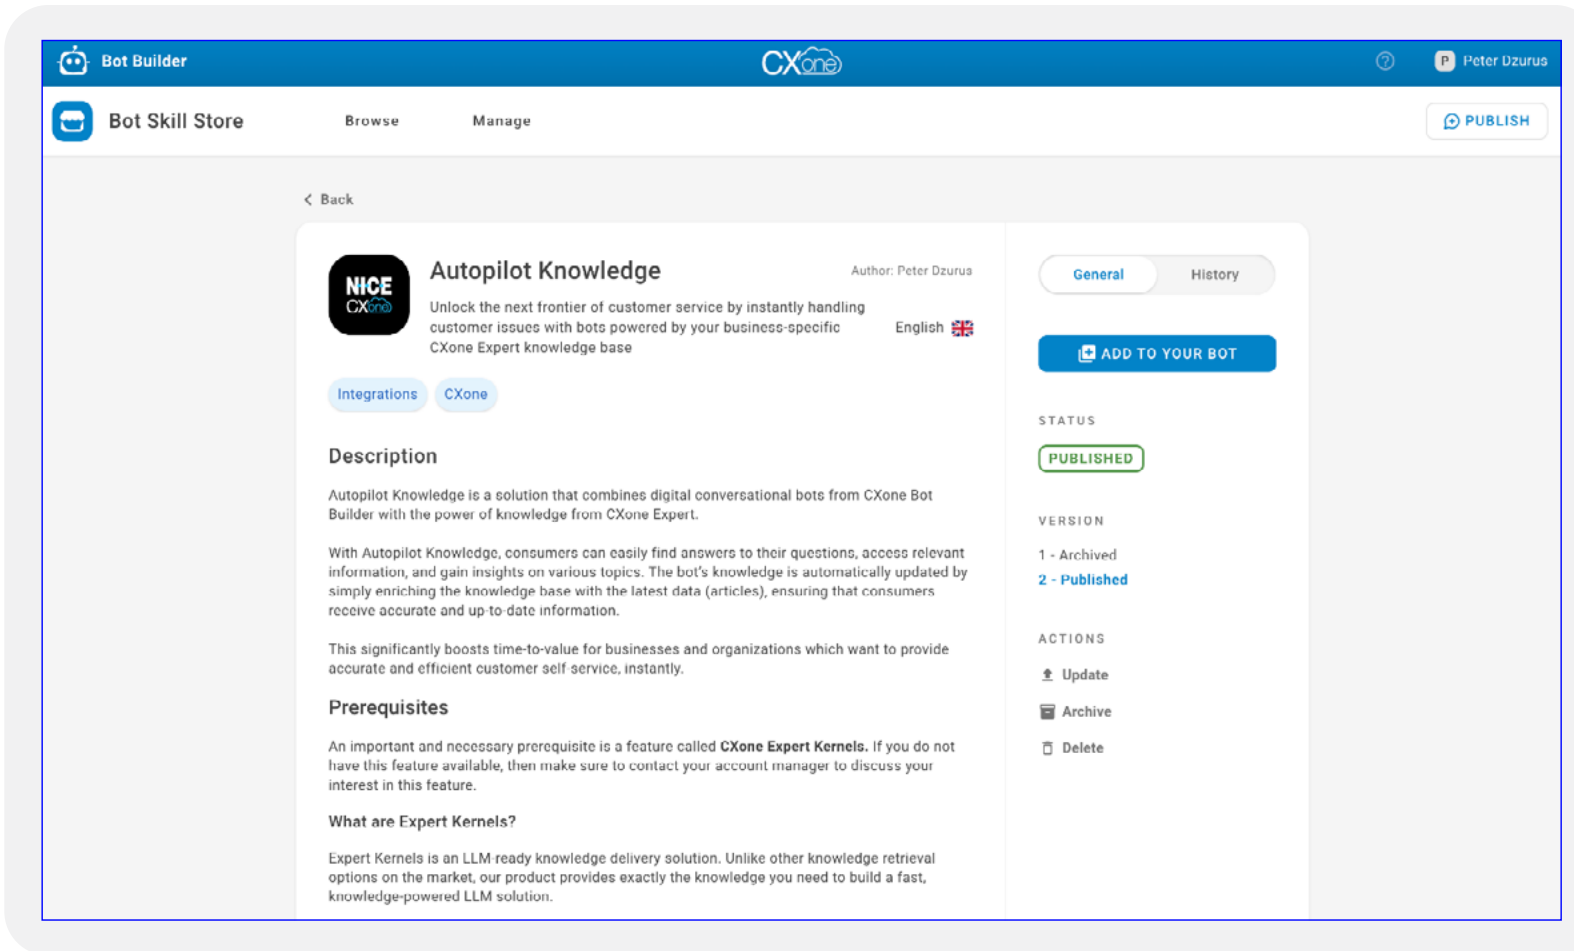 Bot Builder
CXone
P Peter Dzurus
Bot Skill Store
Browse
Manage
PUBLISH
Back
NICE
CXone
Autopilot Knowledge
Author: Peter Dzurus
Unlock the next frontier of customer service by instantly handling
customer issues with bots powered by your business-specific
CXone Expert knowledge base
English
Integrations
CXone
Description
Autopilot Knowledge is a solution that combines digital conversational bots from CXone Bot
Builder with the power of knowledge from CXone Expert.
With Autopilot Knowledge, consumers can easily find answers to their questions, access relevant
information, and gain insights on various topics. The bot's knowledge is automatically updated by
simply enriching the knowledge base with the latest data (articles), ensuring that consumers
receive accurate and up-to-date information.
This significantly boosts time-to-value for businesses and organizations which want to provide
accurate and efficient customer self-service, instantly.
Prerequisites
An important and necessary prerequisite is a feature called CXone Expert Kernels. If you do not
have this feature available, then make sure to contact your account manager to discuss your
interest in this feature.
What are Expert Kernels?
Expert Kernels is an LLM-ready knowledge delivery solution. Unlike other knowledge retrieval
options on the market, our product provides exactly the knowledge you need to build a fast,
knowledge-powered LLM solution.
General
History
ADD TO YOUR BOT
STATUS
PUBLISHED
VERSION
1 - Archived
2 - Published
ACTIONS
Update
Archive
Delete